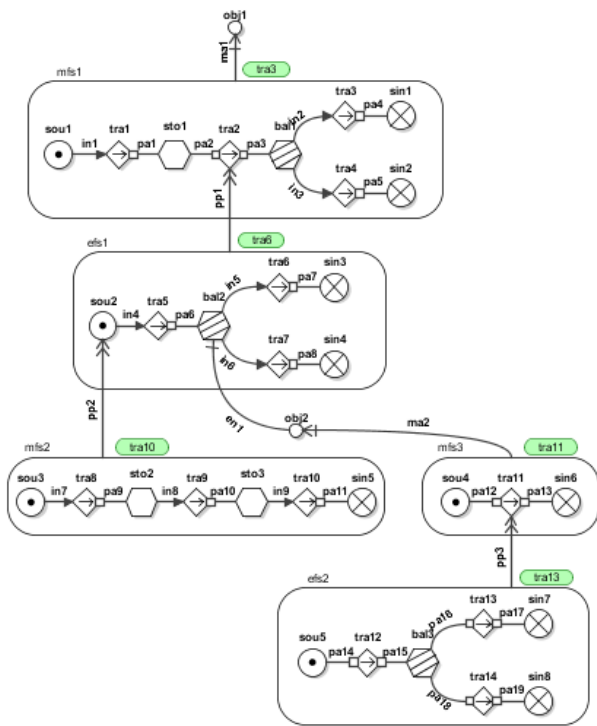 obj1
ma1
mfs1
tra3
sou1
in1
tra1
pa1
sto1
pa2
tra2
pa3
bal1
in2
tra3
pa4
sin1
in3
tra4
pa5
sin2
pp1
efs1
tra6
sou2
in4
tra5
pa6
bal2
in5
tra6
pa7
sin3
in6
tra7
pa8
sin4
pp2
en1
obj2
ma2
mfs2
tra10
sou3
in7
tra8
pa9
sto2
in8
tra9
pa10
sto3
in9
tra10
pa11
sin5
mfs3
tra11
sou4
pa12
tra11
pa13
sin6
pp3
efs2
tra13
sou5
pa14
tra12
pa15
bal3
pa16
tra13
pa17
sin7
pa18
tra14
pa19
sin8